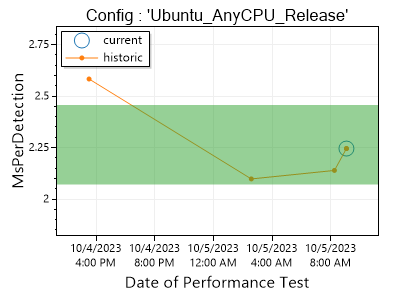 Config : 'Ubuntu_AnyCPU_Release'
current
historic
MsPerDetection
2.75
2.5
2.25
2
10/4/2023 10/4/2023 10/5/2023 10/5/2023 10/5/2023
4:00 PM 8:00 PM 12:00 AM 4:00 AM 8:00 AM
Date of Performance Test